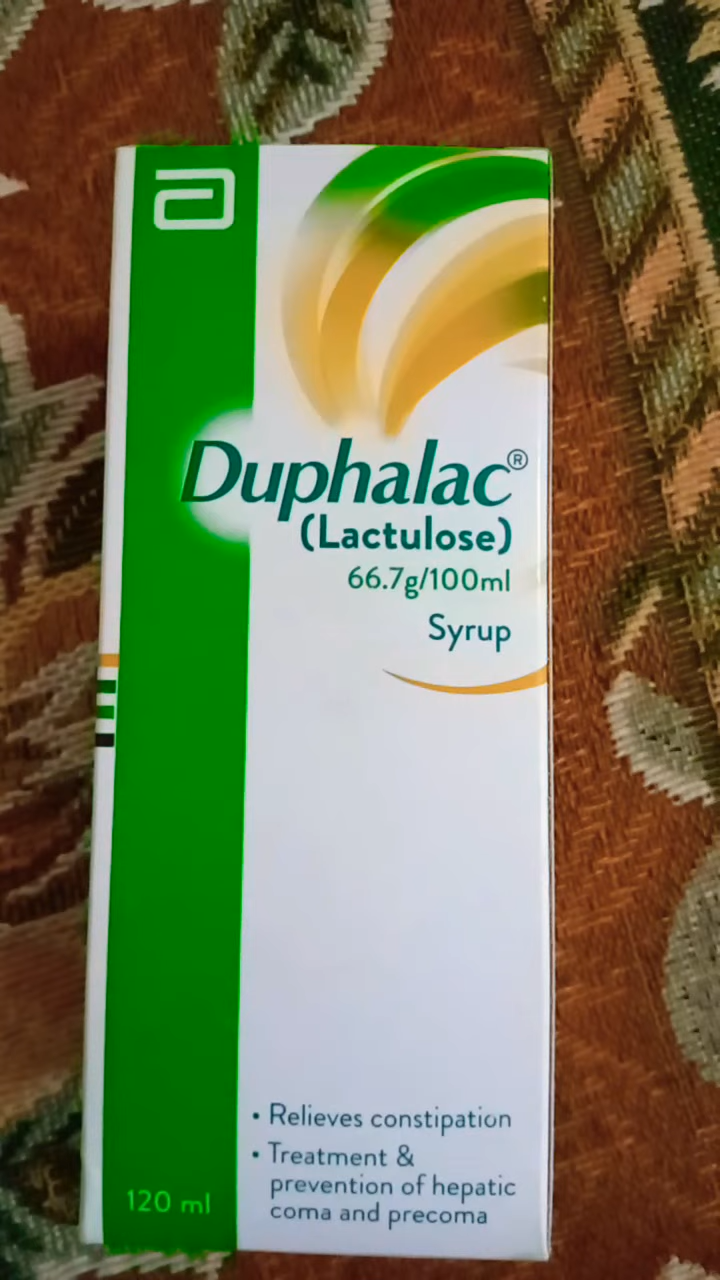 Duphalac®
(Lactulose)
66.7g/100ml
Syrup
• Relieves constipation
• Treatment &
prevention of hepatic
coma and precoma
120 ml